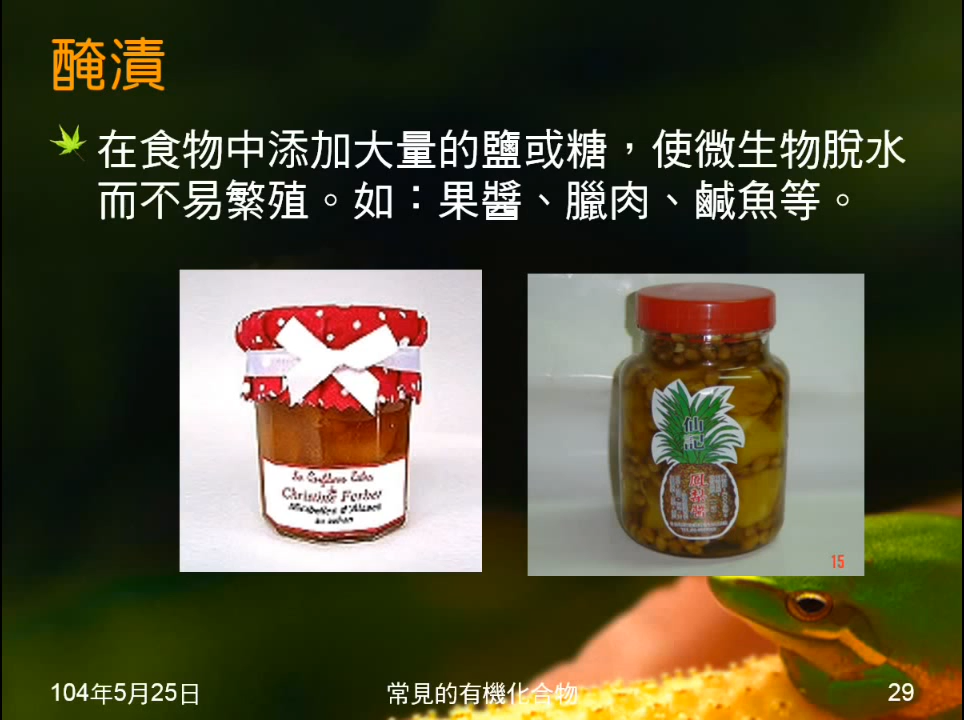 醃漬
在食物中添加大量的鹽或糖，使微生物脫水
而不易繁殖。如：果醬、臘肉、鹹魚等。
Christine Ferber
Mirabelles d'Alsace
仙記
鳳梨醬
15
104年5月25日
常見的有機化合物
29